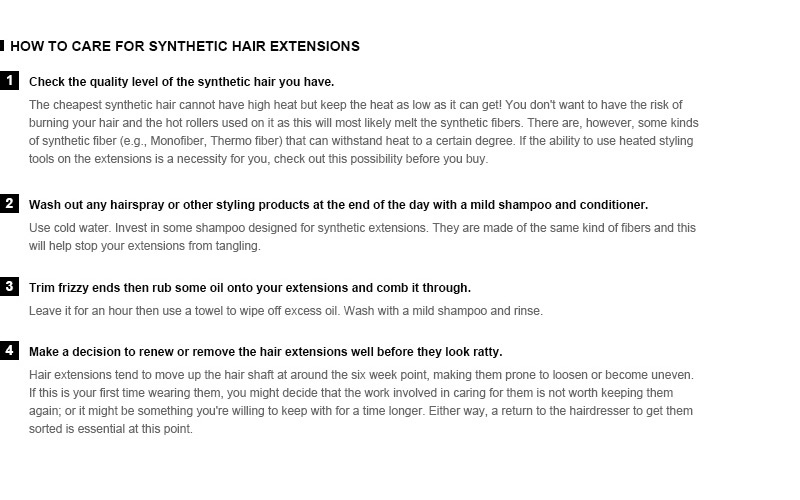 HOW TO CARE FOR SYNTHETIC HAIR EXTENSIONS
1 Check the quality level of the synthetic hair you have.
The cheapest synthetic hair cannot have high heat but keep the heat as low as it can get! You don't want to have the risk of
burning your hair and the hot rollers used on it as this will most likely melt the synthetic fibers. There are, however, some kinds
of synthetic fiber (e.g., Monofiber, Thermo fiber) that can withstand heat to a certain degree. If the ability to use heated styling
tools on the extensions is a necessity for you, check out this possibility before you buy.
2 Wash out any hairspray or other styling products at the end of the day with a mild shampoo and conditioner.
Use cold water. Invest in some shampoo designed for synthetic extensions. They are made of the same kind of fibers and this
will help stop your extensions from tangling.
3 Trim frizzy ends then rub some oil onto your extensions and comb it through.
Leave it for an hour then use a towel to wipe off excess oil. Wash with a mild shampoo and rinse.
4 Make a decision to renew or remove the hair extensions well before they look ratty.
Hair extensions tend to move up the hair shaft at around the six week point, making them prone to loosen or become uneven.
If this is your first time wearing them, you might decide that the work involved in caring for them is not worth keeping them
again; or it might be something you're willing to keep with for a time longer. Either way, a return to the hairdresser to get them
sorted is essential at this point.